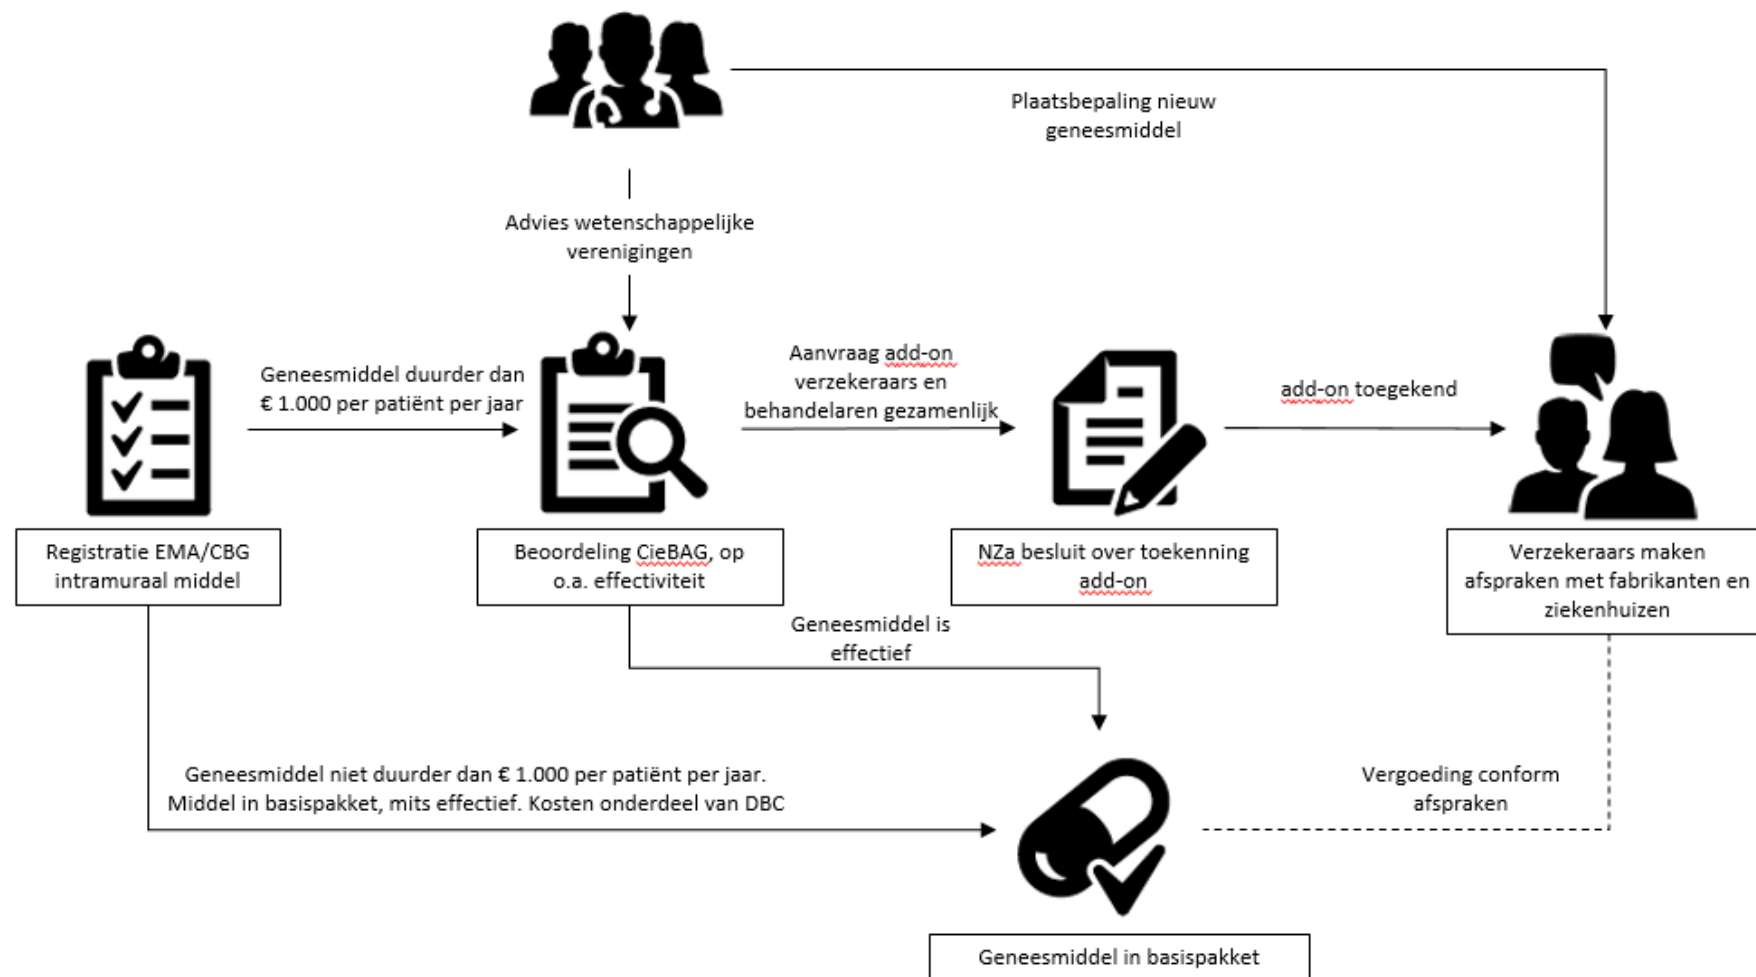 Plaatsbepaling nieuw
geneesmiddel
Advies wetenschappelijke
verenigingen
Geneesmiddel duurder dan
€ 1.000 per patiënt per jaar
Aanvraag add-on
verzekeraars en
behandelaren gezamenlijk
add-on toegekend
Registratie EMA/CBG
intramuraal middel
Beoordeling CieBAG, op
o.a. effectiviteit
NZa besluit over toekenning
add-on
Verzekeraars maken
afspraken met fabrikanten en
ziekenhuizen
Geneesmiddel is
effectief
Geneesmiddel niet duurder dan € 1.000 per patiënt per jaar.
Middel in basispakket, mits effectief. Kosten onderdeel van DBC
Vergoeding conform
afspraken
Geneesmiddel in basispakket